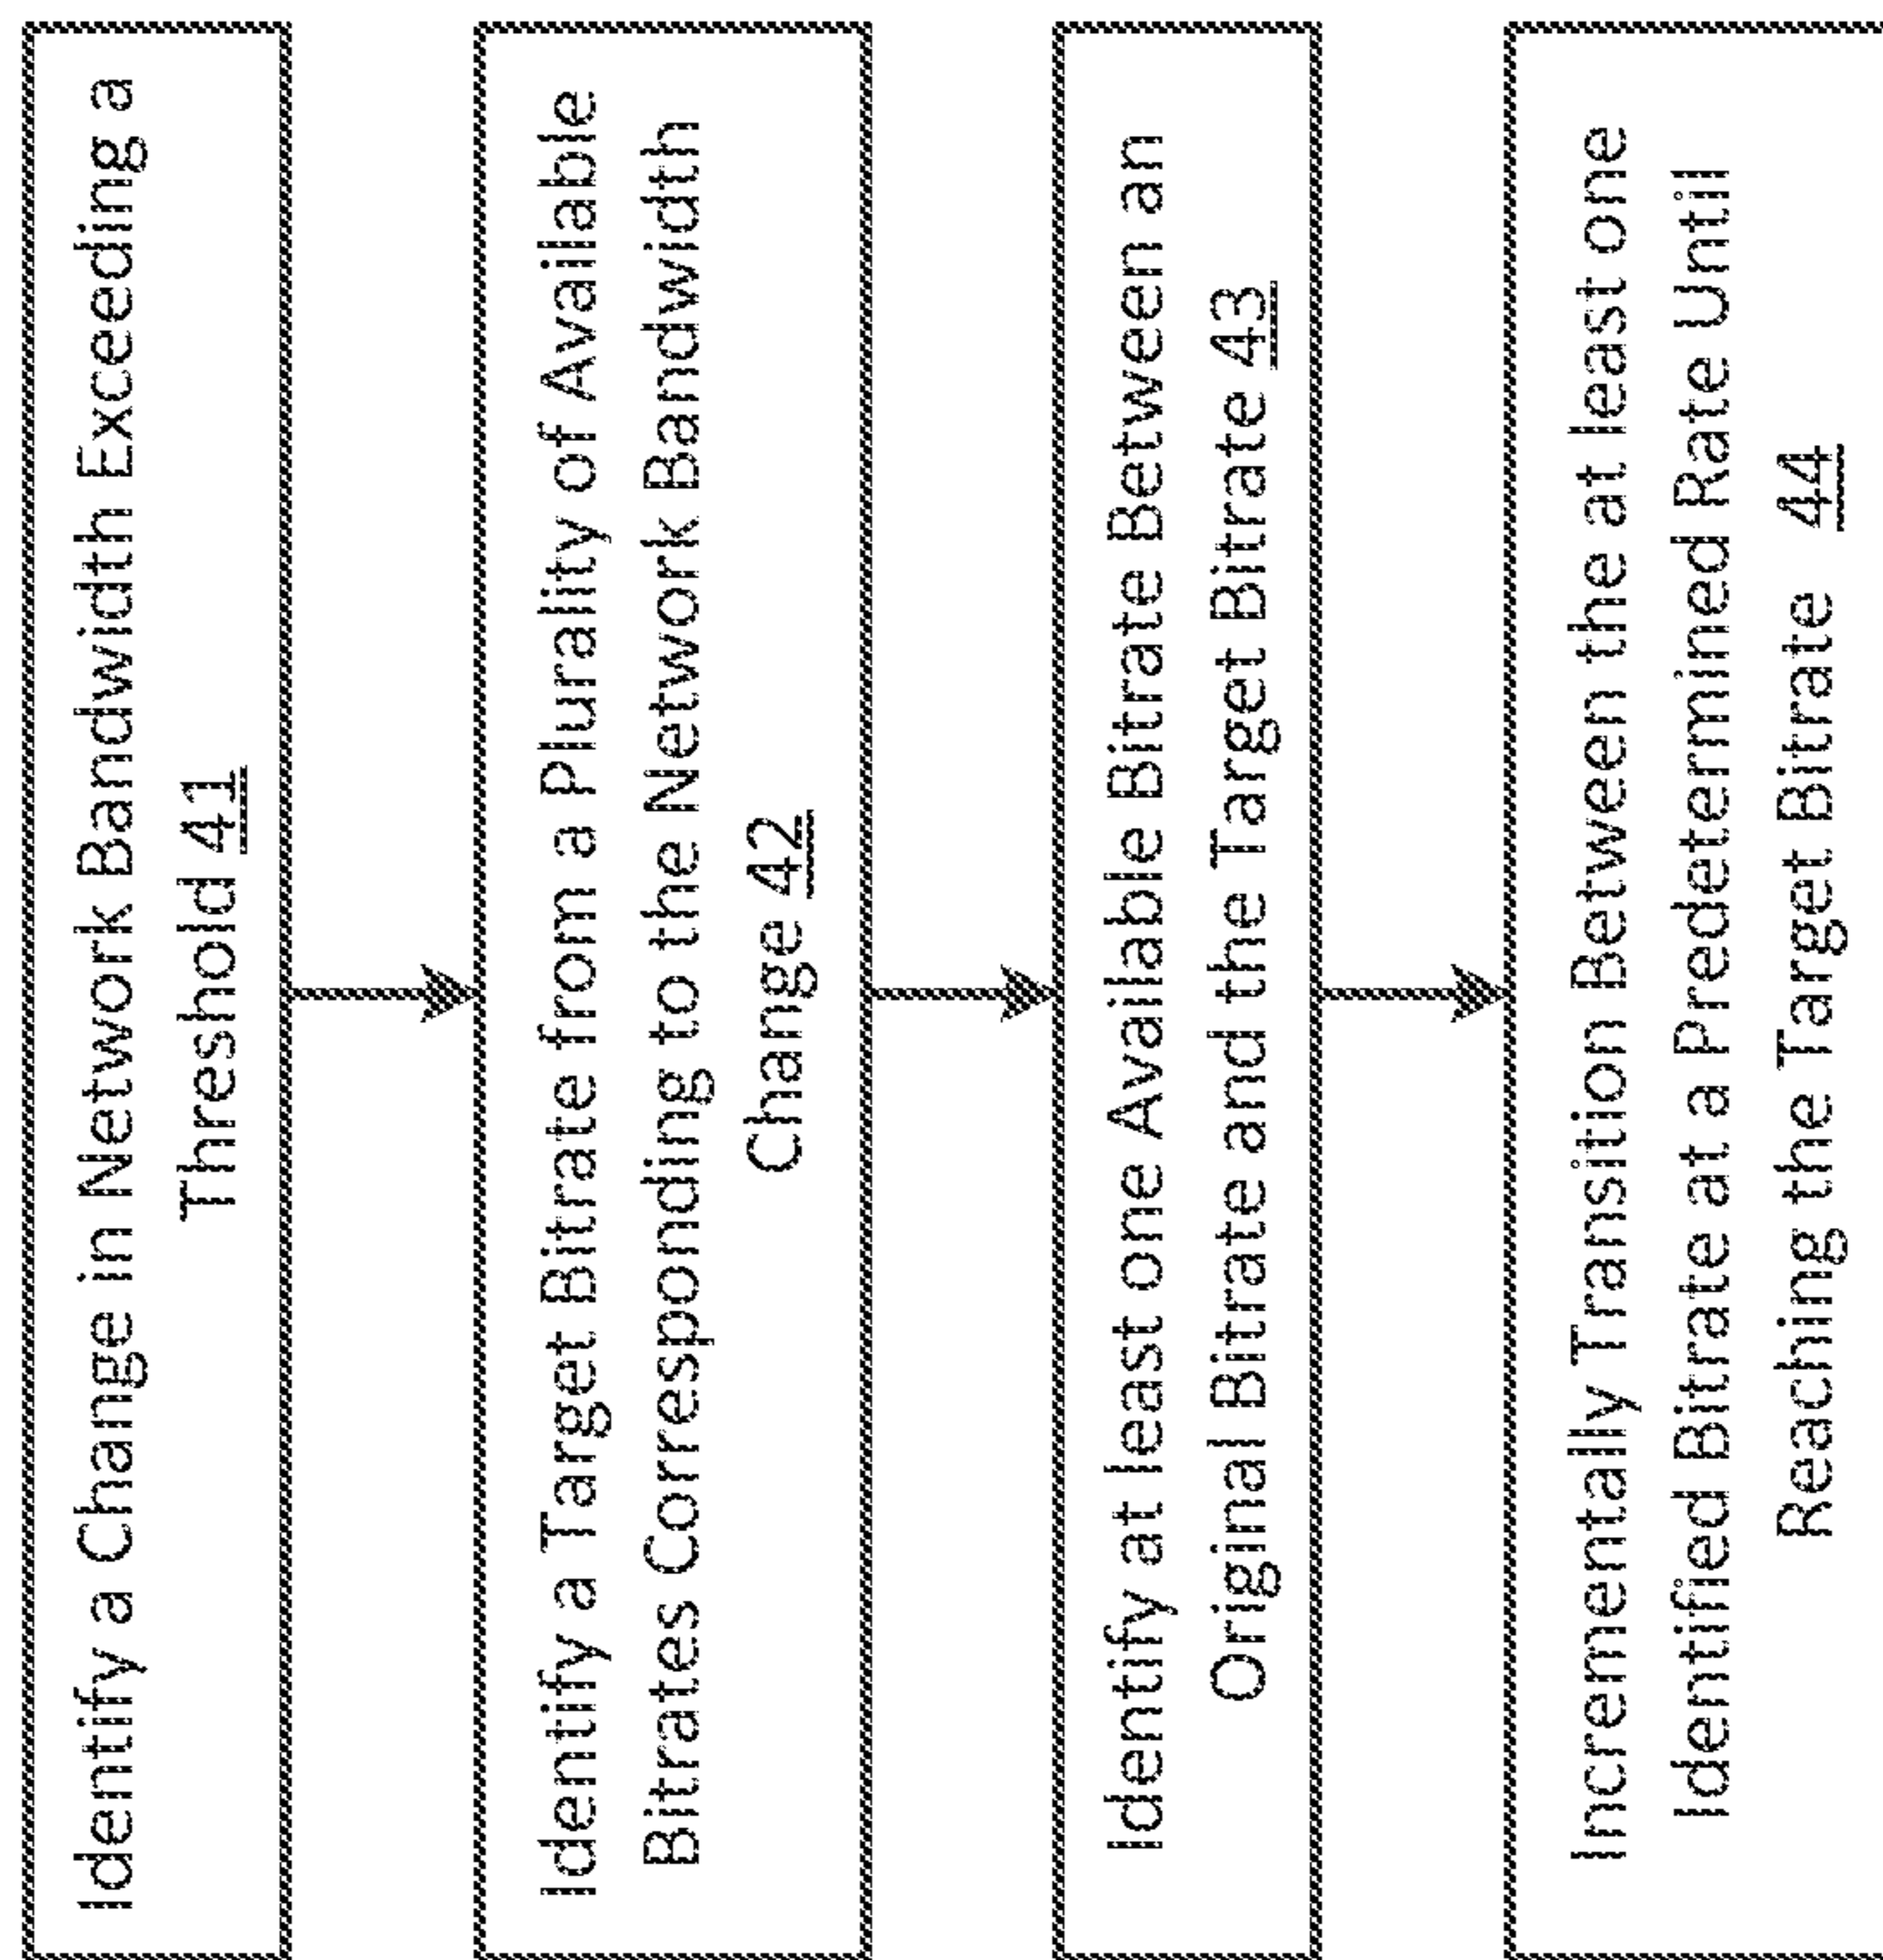 Identify a Change in Network Bandwidth Exceeding a
Threshold 41
Identify a Target Bitrate from a Plurality of Available
Bitrates Corresponding to the Network Bandwidth
Change 42
Identify at least one Available Bitrate Between an
Original Bitrate and the Target Bitrate 43
Incrementally Transition Between the at least one
Identified Bitrate at a Predetermined Rate Until
Reaching the Target Bitrate 44